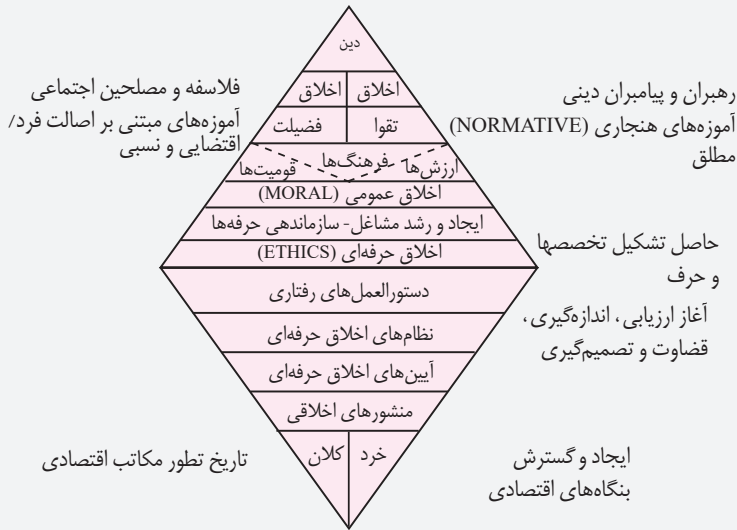 دین
اخلاق اخلاق
تقوا فضیلت
ارزش‌ها فرهنگ‌ها قومیت‌ها
اخلاق عمومی (MORAL)
ایجاد و رشد مشاغل- سازماندهی حرفه‌ها
اخلاق حرفه‌ای (ETHICS)
دستورالعمل‌های رفتاری
نظام‌های اخلاق حرفه‌ای
آیین‌های اخلاق حرفه‌ای
منشورهای اخلاقی
خرد کلان
رهبران و پیامبران دینی
آموزه‌های هنجاری (NORMATIVE)
مطلق
فلاسفه و مصلحین اجتماعی
آموزه‌های مبتنی بر اصالت فرد/
اقتضایی و نسبی
حاصل تشکیل تخصصها
و حرف
آغاز ارزیابی، اندازه‌گیری،
قضاوت و تصمیم‌گیری
ایجاد و گسترش
بنگاه‌های اقتصادی
تاریخ تطور مکاتب اقتصادی